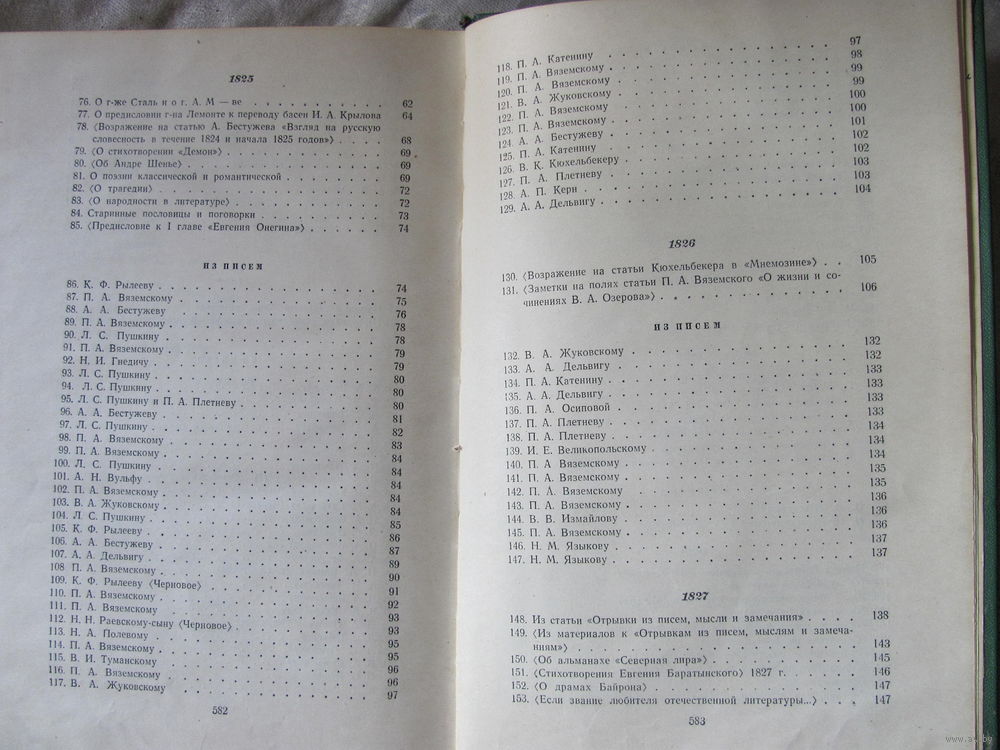 1825
76. О г-же Сталь и о г. А. М — ве . . . . . . . . . . 62
77. О предисловии г-на Лемонте к переводу басен И. А. Крылова 64
78. ⟨Возражение на статью А. Бестужева «Взгляд на русскую
словесность в течение 1824 и начала 1825 годов»⟩ . . . . . 68
79. ⟨О стихотворении «Демон»⟩ . . . . . . . . . . 69
80. ⟨Об Андре Шенье⟩ . . . . . . . . . . 69
81. О поэзии классической и романтической . . . . . . . . 69
82. ⟨О трагедии⟩ . . . . . . . . . . 72
83. ⟨О народности в литературе⟩ . . . . . . . . . . 72
84. Старинные пословицы и поговорки . . . . . . . . . . 73
85. ⟨Предисловие к I главе «Евгения Онегина»⟩ . . . . . . 74
ИЗ ПИСЕМ
86. К. Ф. Рылееву . . . . . . . . . . 74
87. П. А. Вяземскому . . . . . . . . . . 75
88. А. А. Бестужеву . . . . . . . . . . 76
89. П. А. Вяземскому . . . . . . . . . . 78
90. Л. С. Пушкину . . . . . . . . . . 78
91. П. А. Вяземскому . . . . . . . . . . 79
92. Н. И. Гнедичу . . . . . . . . . . 79
93. Л. С. Пушкину . . . . . . . . . . 80
94. Л. С. Пушкину . . . . . . . . . . 80
95. Л. С. Пушкину и П. А. Плетневу . . . . . . . . . . 80
96. А. А. Бестужеву . . . . . . . . . . 81
97. Л. С. Пушкину . . . . . . . . . . 82
98. П. А. Вяземскому . . . . . . . . . . 83
99. П. А. Вяземскому . . . . . . . . . . 84
100. Л. С. Пушкину . . . . . . . . . . 84
101. А. Н. Вульфу . . . . . . . . . . 84
102. П. А. Вяземскому . . . . . . . . . . 84
103. В. А. Жуковскому . . . . . . . . . . 84
104. Л. С. Пушкину . . . . . . . . . . 85
105. К. Ф. Рылееву . . . . . . . . . . 86
106. А. А. Бестужеву . . . . . . . . . . 87
107. А. А. Дельвигу . . . . . . . . . . 89
108 П. А. Вяземскому . . . . . . . . . . 90
109. К. Ф. Рылееву ⟨Черновое⟩ . . . . . . . . . . 91
110. П. А. Вяземскому . . . . . . . . . . 92
111. П. А. Вяземскому . . . . . . . . . . 93
112. Н. Н. Раевскому-сыну ⟨Черновое⟩ . . . . . . . . . . 93
113. Н. А. Полевому . . . . . . . . . . 95
114. П. А. Вяземскому . . . . . . . . . . 95
115. В. И. Туманскому . . . . . . . . . . 96
116. П. А. Вяземскому . . . . . . . . . . 96
117. В. А. Жуковскому . . . . . . . . . . 97
582
118. П. А. Катенину . . . . . . . . . . 97
119. П. А. Вяземскому . . . . . . . . . . 98
120. П. А. Вяземскому . . . . . . . . . . 99
121. В. А. Жуковскому . . . . . . . . . . 99
122. П. А. Вяземскому . . . . . . . . . . 100
123. П. А. Вяземскому . . . . . . . . . . 100
124. А. А. Бестужеву . . . . . . . . . . 101
125. П. А. Катенину . . . . . . . . . . 102
126. В. К. Кюхельбекеру . . . . . . . . . . 102
127. П. А. Плетневу . . . . . . . . . . 103
128. А. П. Керн . . . . . . . . . . 103
129. А. А. Дельвигу . . . . . . . . . . 104
1826
130. ⟨Возражение на статьи Кюхельбекера в «Мнемозине»⟩ . . 105
131. ⟨Заметки на полях статьи П. А. Вяземского «О жизни и со-
чинениях В. А. Озерова»⟩ . . . . . . . . . . 106
ИЗ ПИСЕМ
132. В. А. Жуковскому . . . . . . . . . . 132
133. А. А. Дельвигу . . . . . . . . . . 132
134. П. А. Катенину . . . . . . . . . . 133
135. А. А. Дельвигу . . . . . . . . . . 133
136. П. А. Осиповой . . . . . . . . . . 133
137. П. А. Плетневу . . . . . . . . . . 133
138. П. А. Плетневу . . . . . . . . . . 134
139. И. Е. Великопольскому . . . . . . . . . . 134
140. П. А Вяземскому . . . . . . . . . . 134
141. П. А. Вяземскому . . . . . . . . . . 135
142. П. А. Вяземскому . . . . . . . . . . 135
143. П. А. Вяземскому . . . . . . . . . . 136
144. В. В. Измайлову . . . . . . . . . . 136
145. П. А. Вяземскому . . . . . . . . . . 136
146. Н. М. Языкову . . . . . . . . . . 137
147. Н. М. Языкову . . . . . . . . . . 137
1827
148. Из статьи «Отрывки из писем, мысли и замечания» . . . . 138
149. ⟨Из материалов к «Отрывкам из писем, мыслям и замеча-
ниям»⟩ . . . . . . . . . . 143
150. ⟨Об альманахе «Северная лира»⟩ . . . . . . . . . . 145
151. ⟨Стихотворения Евгения Баратынского⟩ 1827 г. . . . . . 146
152. ⟨О драмах Байрона⟩ . . . . . . . . . . 147
153. ⟨Если звание любителя отечественной литературы...⟩ . . . 147
583